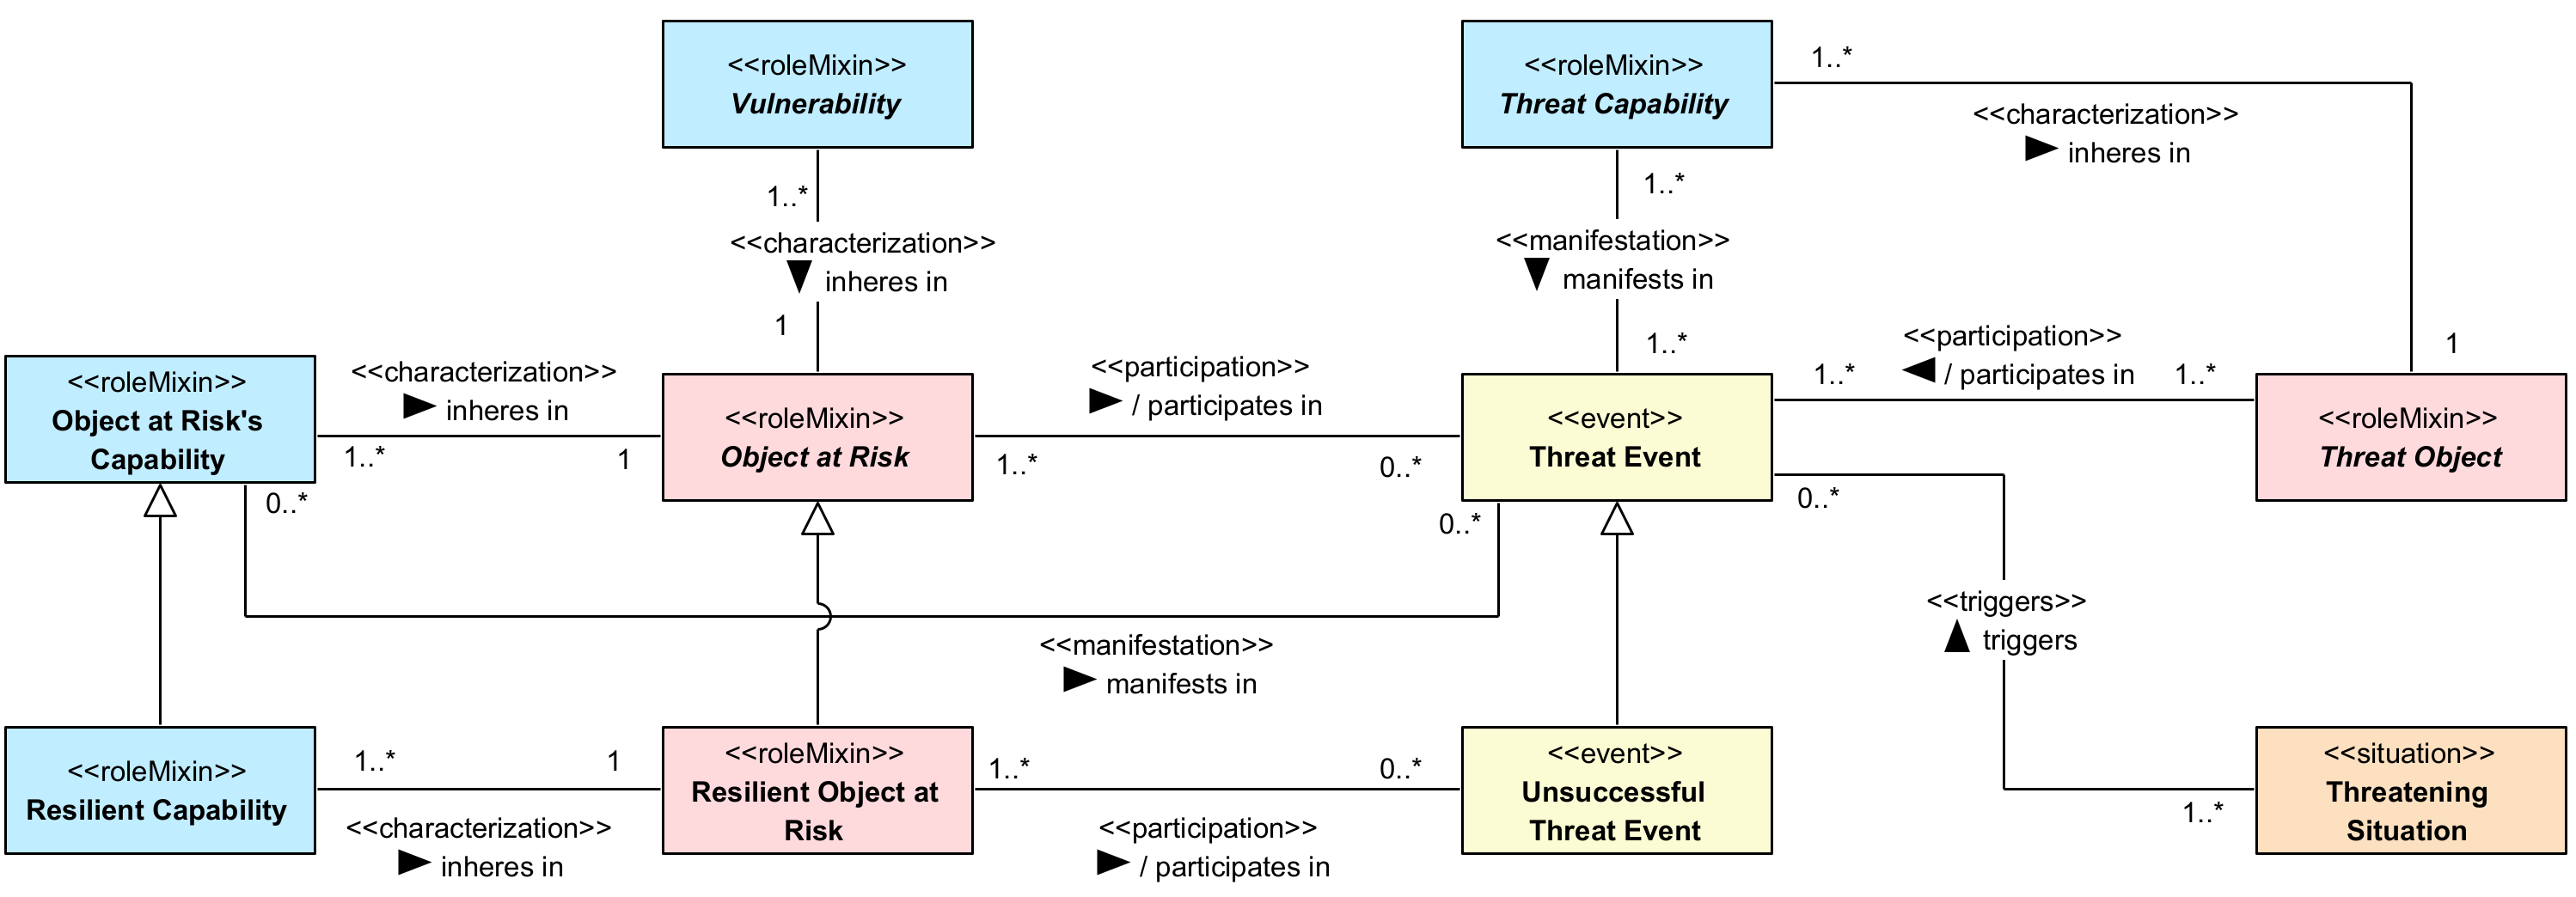 <<roleMixin>>
Vulnerability
<<roleMixin>>
Threat Capability
1..*
<<characterization>>
inheres in
1..*
<<characterization>>
inheres in
1
1..*
<<manifestation>>
manifests in
1..*
<<participation>>
/ participates in
1..*
1..*
1
<<roleMixin>>
Object at Risk's
Capability
<<characterization>>
inheres in
1..*
1
<<roleMixin>>
Object at Risk
<<participation>>
/ participates in
1..*
0..*
<<event>>
Threat Event
<<roleMixin>>
Threat Object
0..*
0..*
0..*
<<manifestation>>
manifests in
<<triggers>>
triggers
<<roleMixin>>
Resilient Capability
1..*
1
<<characterization>>
inheres in
<<roleMixin>>
Resilient Object at
Risk
1..*
0..*
<<participation>>
/ participates in
<<event>>
Unsuccessful
Threat Event
1..*
<<situation>>
Threatening
Situation